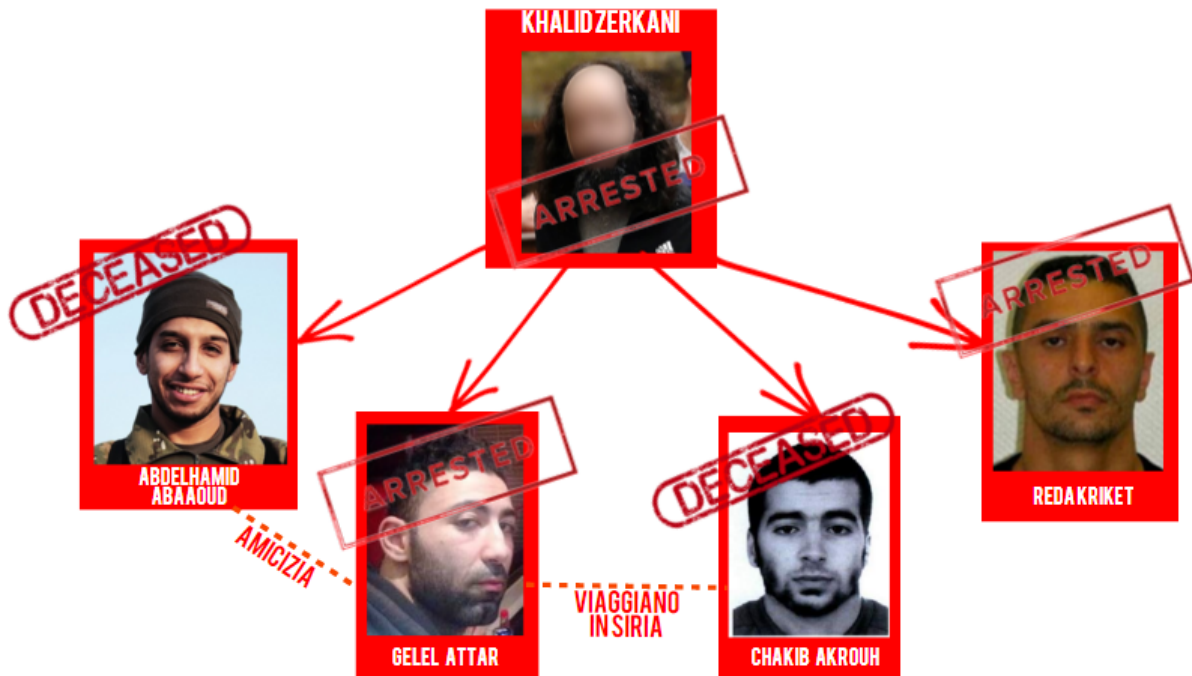 KHALID ZERKANI
ARRESTED
DECEASED
ARRESTED
ABDELHAMID
ABAAOUD
AMICIZIA
ARRESTED
DECEASED
REDA KRIKET
VIAGGIANO
IN SIRIA
GELEL ATTAR
CHAKIB AKROUH